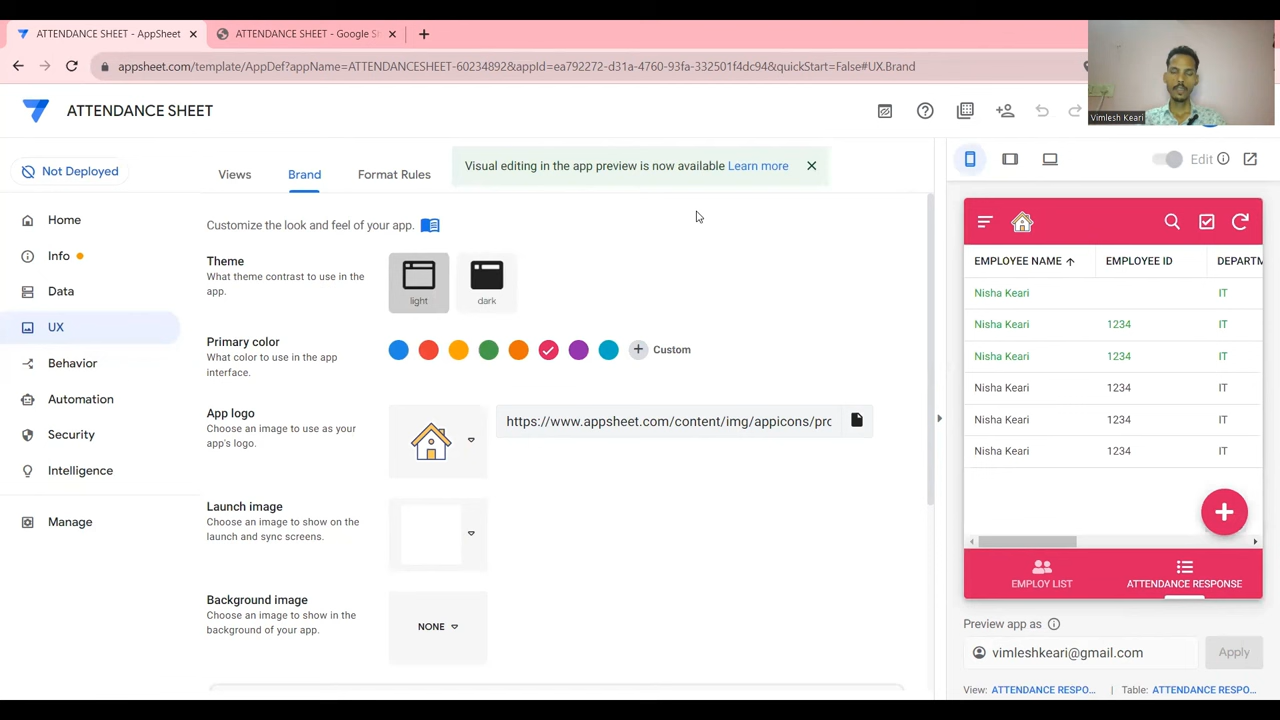 ATTENDANCE SHEET - AppSheet
ATTENDANCE SHEET - Google S
appsheet.com/template/AppDef?appName=ATTENDANCESHEET-60234892&appId=ea792272-d31a-4760-93fa-332501f4dc94&quickStart=False#UX.Brand
Vimlesh Keari
ATTENDANCE SHEET
Not Deployed
Home
Info
Data
UX
Behavior
Automation
Security
Intelligence
Manage
Views
Brand
Format Rules
Visual editing in the app preview is now available Learn more
Customize the look and feel of your app.
Theme
What theme contrast to use in the
app.
light
dark
Primary color
What color to use in the app
interface.
Custom
App logo
Choose an image to use as your
app's logo.
https://www.appsheet.com/content/img/appicons/prc
Launch image
Choose an image to show on the
launch and sync screens.
Background image
Choose an image to show in the
background of your app.
NONE
Edit
EMPLOYEE NAME EMPLOYEE ID DEPARTM
Nisha Keari IT
Nisha Keari 1234 IT
Nisha Keari 1234 IT
Nisha Keari 1234 IT
Nisha Keari 1234 IT
Nisha Keari 1234 IT
EMPLOY LIST
ATTENDANCE RESPONSE
Preview app as
vimleshkeari@gmail.com
Apply
View: ATTENDANCE RESPO... | Table: ATTENDANCE RESPO...